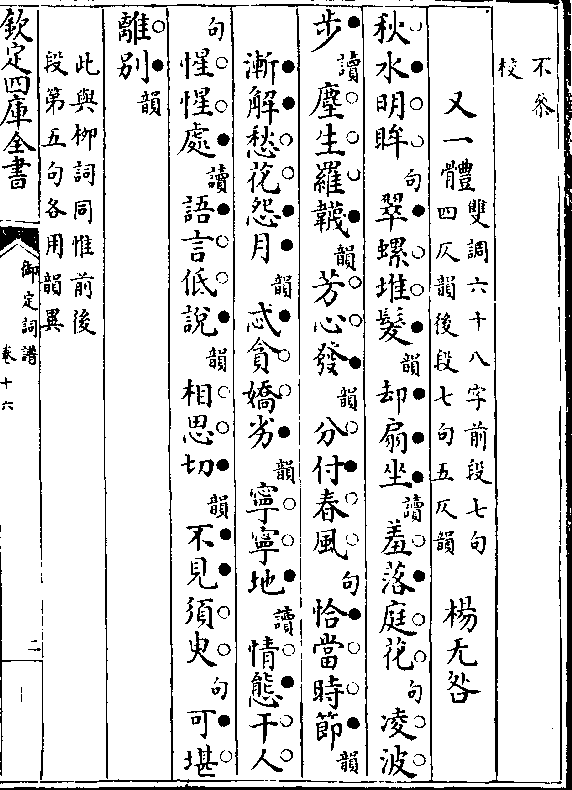 不參
校
又一體 雙調六十八字前段七句
四仄韻後段七句五仄韻 楊无咎
秋水明眸句翠螺堆髮韻却扇坐讀羞落庭花句凌波
步讀塵生羅韈韻芳心發韻分付春風句恰當時節韻
漸解愁花怨月韻忒貪嬌劣韻寧寧地讀情態于人
句惺惺處讀語言低說韻相思切韻不見須臾句可堪
離别韻
此與柳詞同惟前後
段第五句各用韻異
欽定四庫全書
御定詞譜
卷十六
二